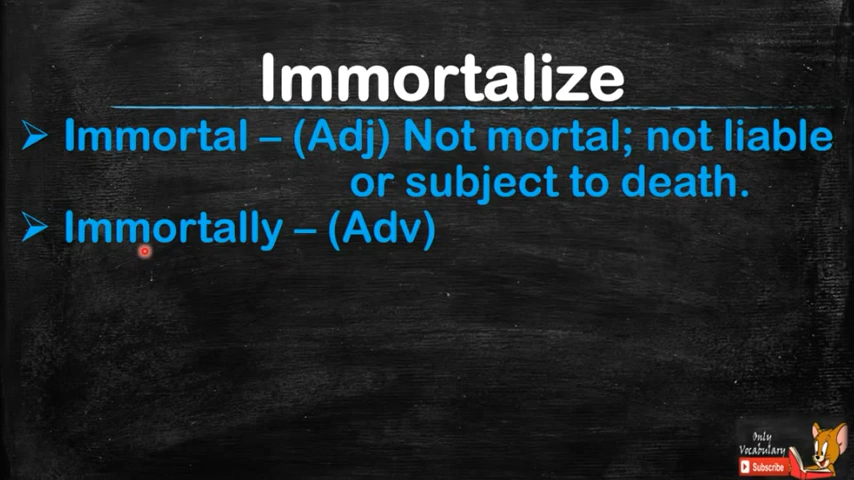 Immortalize
➢ Immortal – (Adj) Not mortal; not liable
or subject to death.
➢ Immortally – (Adv)
Only
Vocabulary
Subscribe